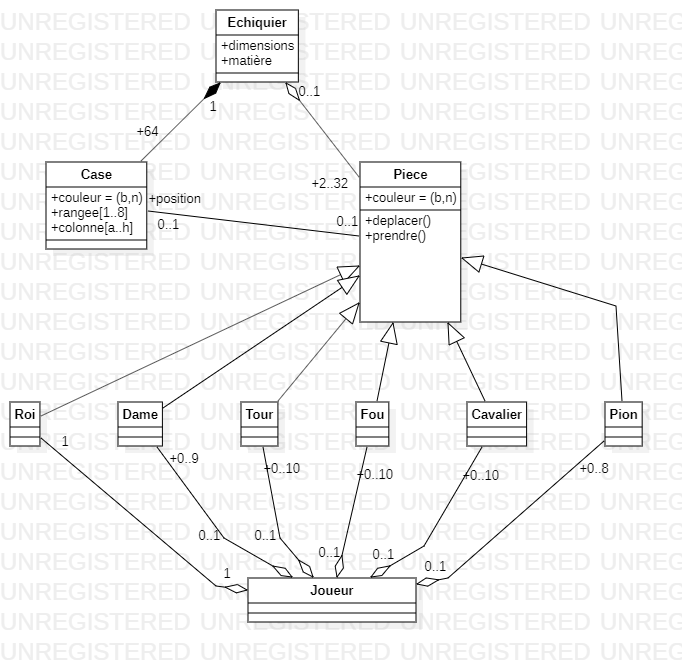 UNREGISTERED
Echiquier
+dimensions
+matière
1
0..1
+64
+2..32
Case
+couleur = (b,n)
+rangee[1..8]
+colonne[a..h]
+position
0..1
0..1
Piece
+couleur = (b,n)
+deplacer()
+prendre()
Roi
Dame
Tour
Fou
Cavalier
Pion
1
+0..9
+0..10
+0..10
+0..10
+0..8
0..1
0..1
0..1
0..1
0..1
1
Joueur